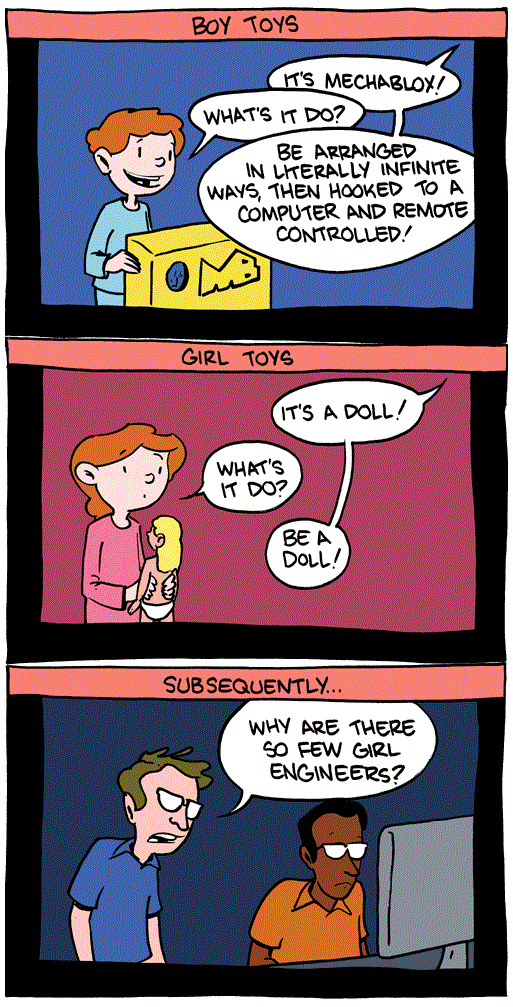 BOY TOYS
IT'S MECHABLOX!
WHAT'S IT DO?
BE ARRANGED
IN LITERALLY INFINITE
WAYS, THEN HOOKED TO A
COMPUTER AND REMOTE
CONTROLLED!
MB
GIRL TOYS
IT'S A DOLL!
WHAT'S
IT DO?
BE A
DOLL!
SUBSEQUENTLY...
WHY ARE THERE
SO FEW GIRL
ENGINEERS?